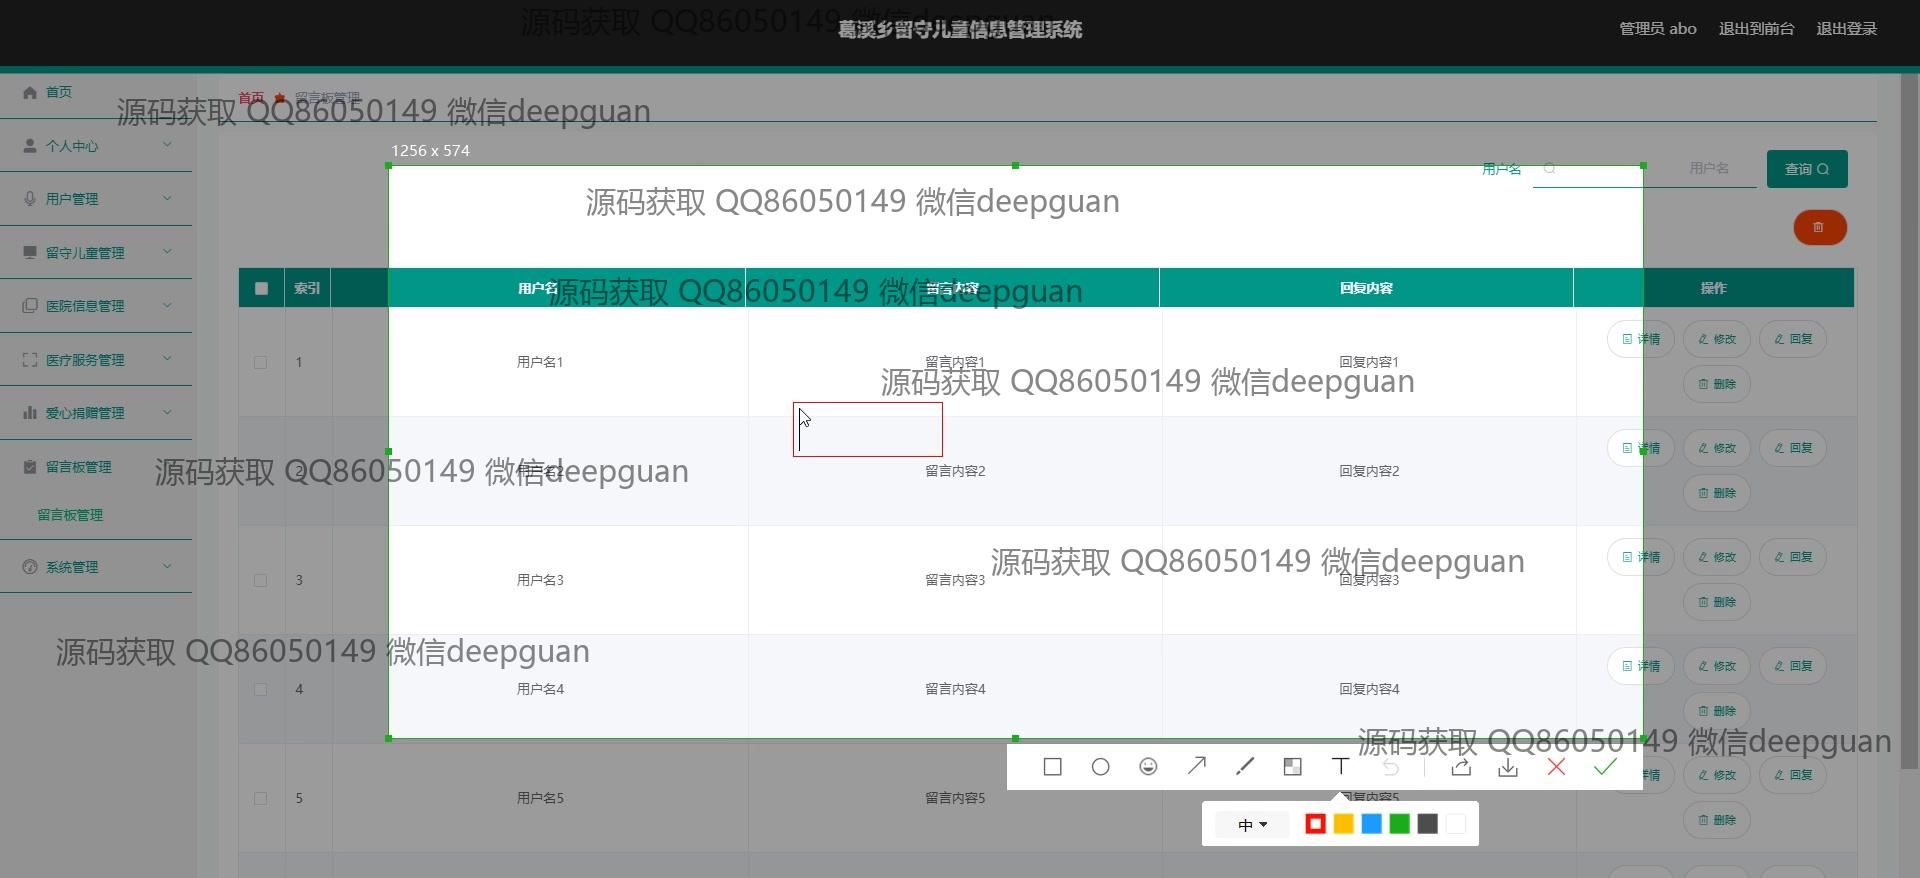 源码获取 QQ86050149 微信deepguan
葛溪乡留守儿童信息管理系统
管理员 abo 退出到前台 退出登录
首页
首页 留言板管理
源码获取 QQ86050149 微信deepguan
个人中心
1256 x 574
用户名 用户名 查询
用户管理
源码获取 QQ86050149 微信deepguan
留守儿童管理
索引 用户名 留言内容 回复内容 操作
源码获取 QQ86050149 微信deepguan
医院信息管理
1 用户名1 留言内容1 回复内容1 详情 修改 回复
删除
医疗服务管理
源码获取 QQ86050149 微信deepguan
爱心捐赠管理
留言板管理
2 用户名2 留言内容2 回复内容2 详情 修改 回复
删除
源码获取 QQ86050149 微信deepguan
留言板管理
系统管理
3 用户名3 留言内容3 回复内容3 详情 修改 回复
删除
源码获取 QQ86050149 微信deepguan
源码获取 QQ86050149 微信deepguan
4 用户名4 留言内容4 回复内容4 详情 修改 回复
删除
源码获取 QQ86050149 微信deepguan
T
5 用户名5 留言内容5 回复内容5 详情 修改 回复
删除
中